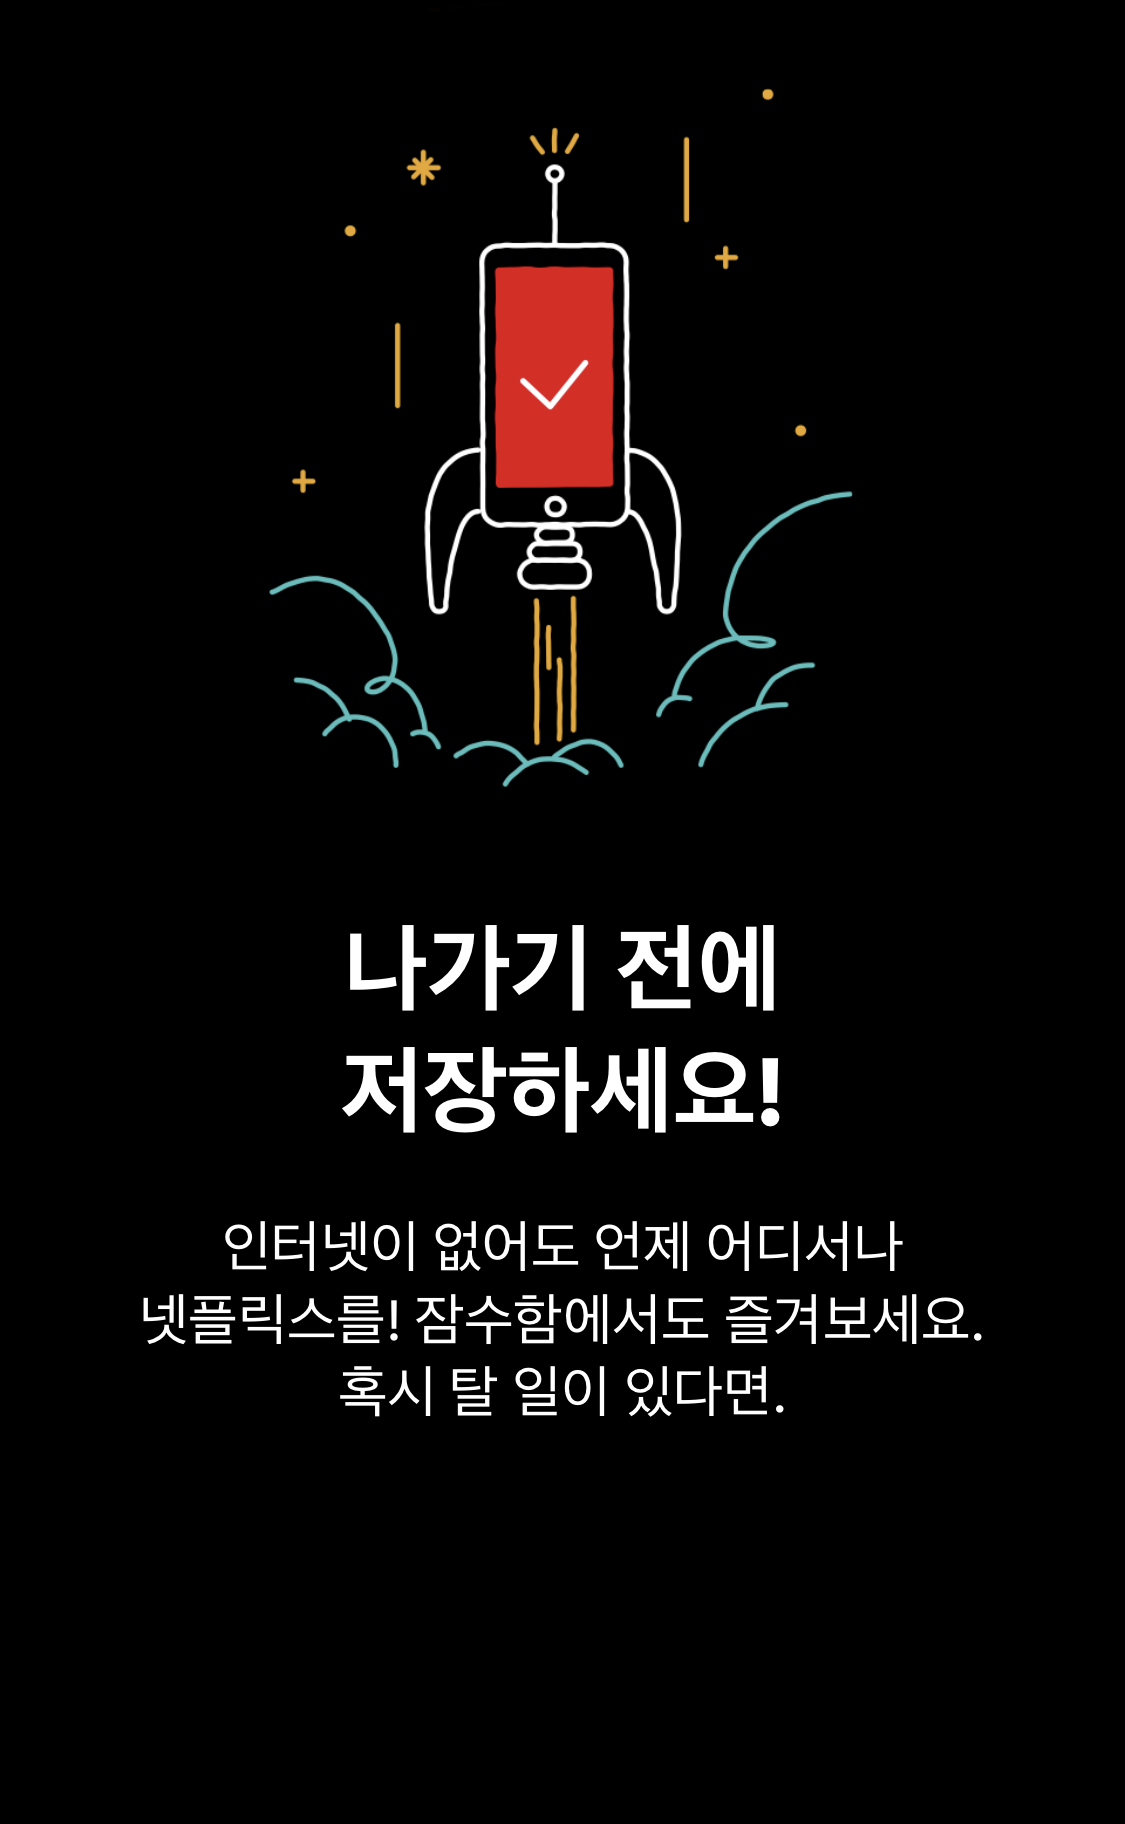 나가기 전에
저장하세요!
인터넷이 없어도 언제 어디서나
넷플릭스를! 잠수함에서도 즐겨보세요.
혹시 탈 일이 있다면.